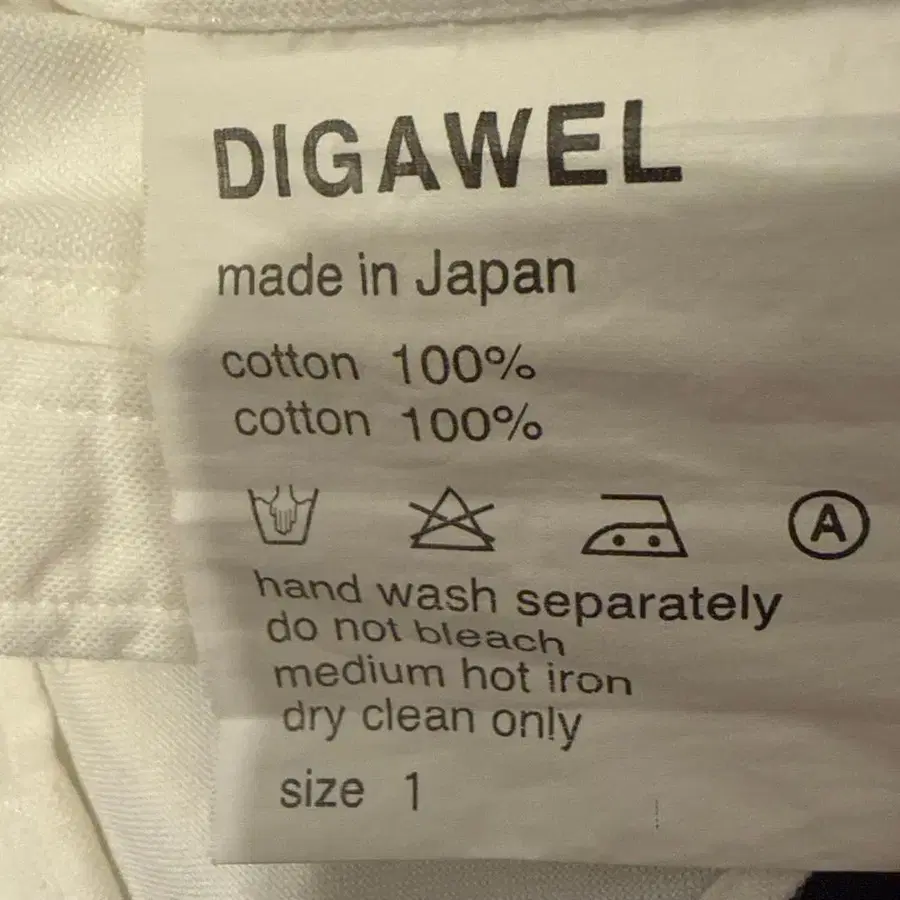 DIGAWEL
made in Japan
cotton 100%
cotton 100%
A
hand wash separately
do not bleach
medium hot iron
dry clean only
size 1